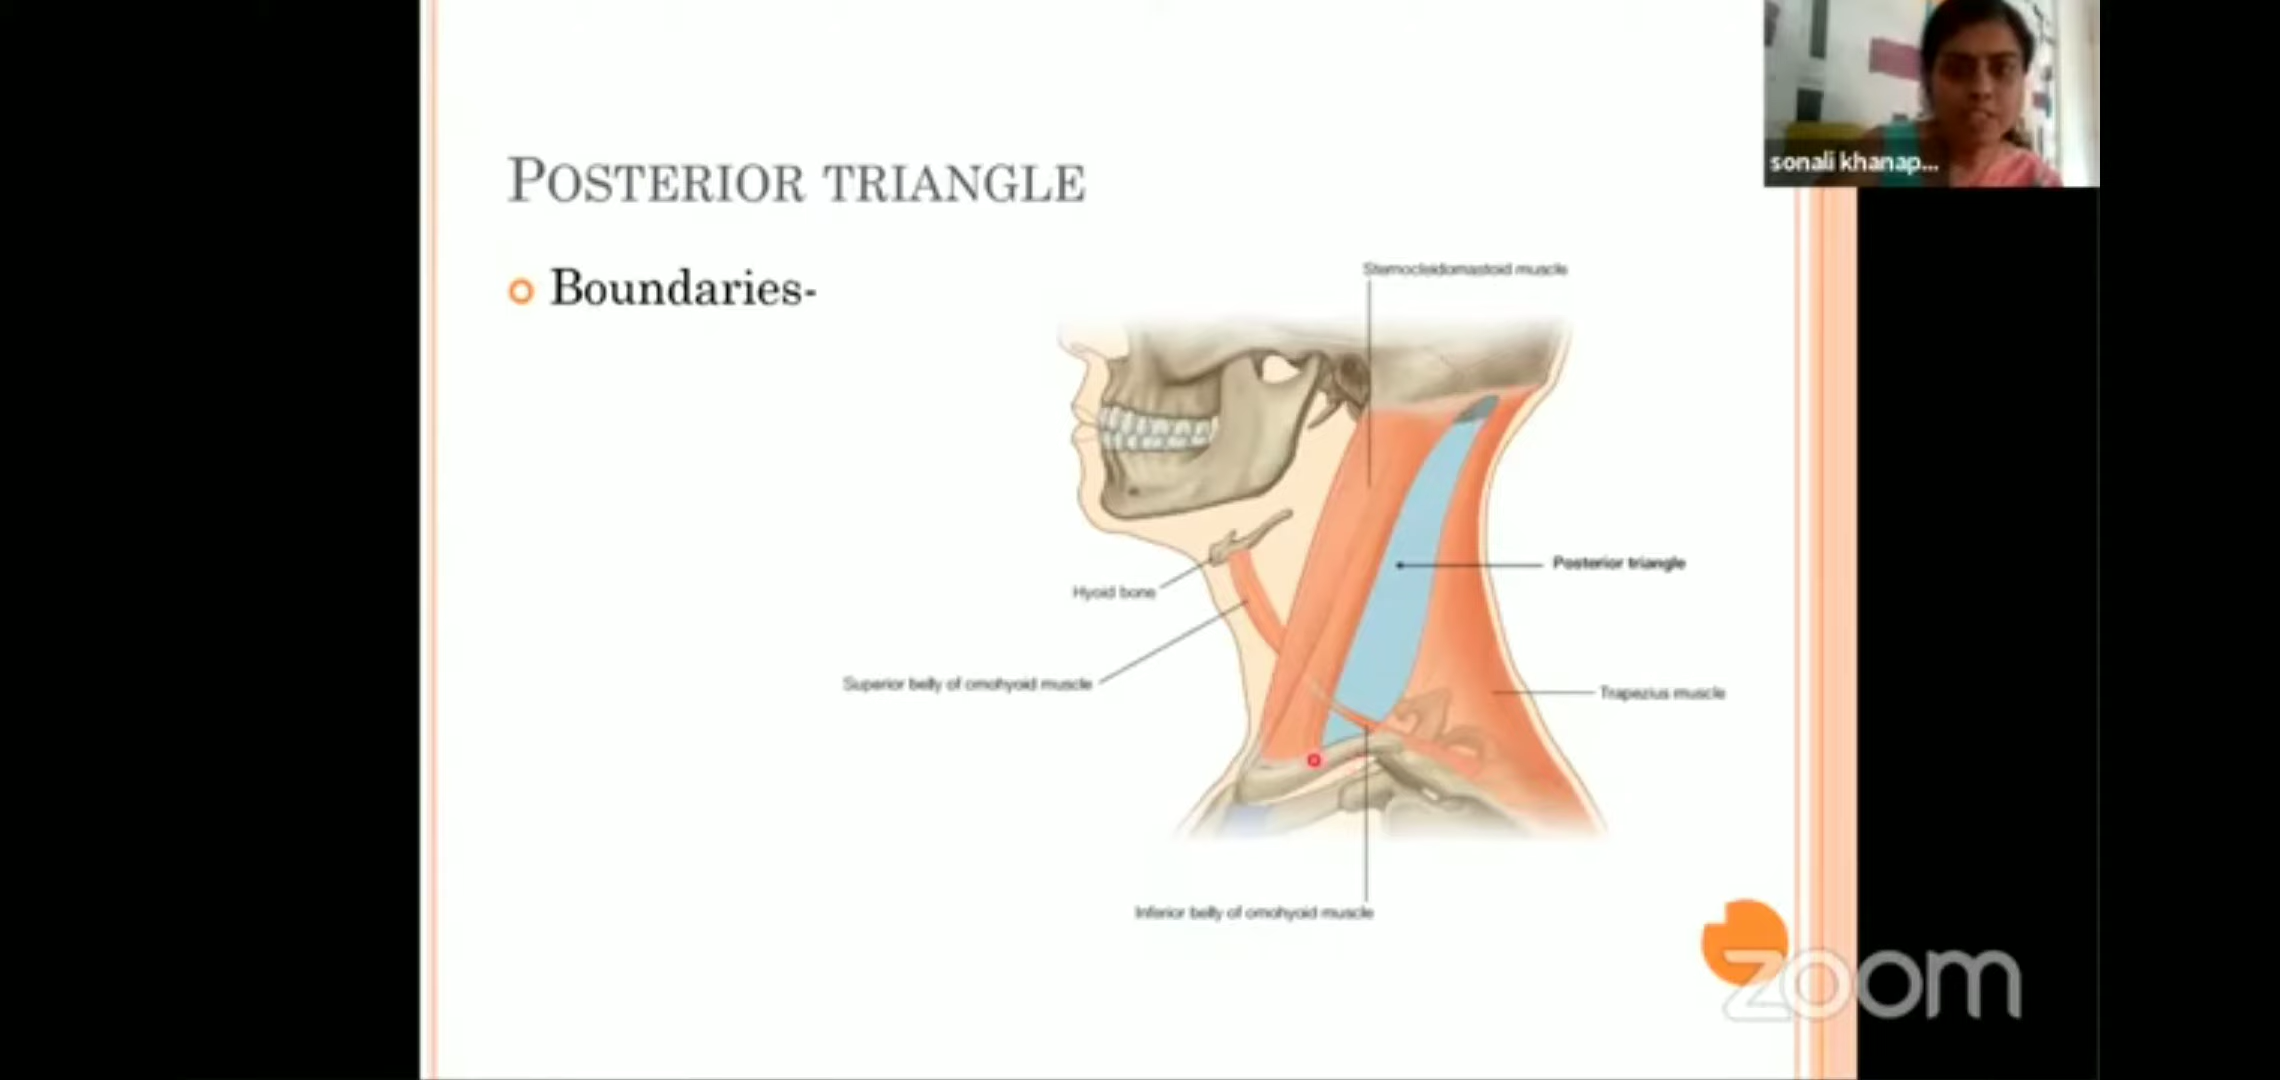 sonali khanap...
POSTERIOR TRIANGLE
Boundaries-
Sternocleidomastoid muscle
Posterior triangle
Hyoid bone
Superior belly of omohyoid muscle
Trapezius muscle
Inferior belly of omohyoid muscle
zoom